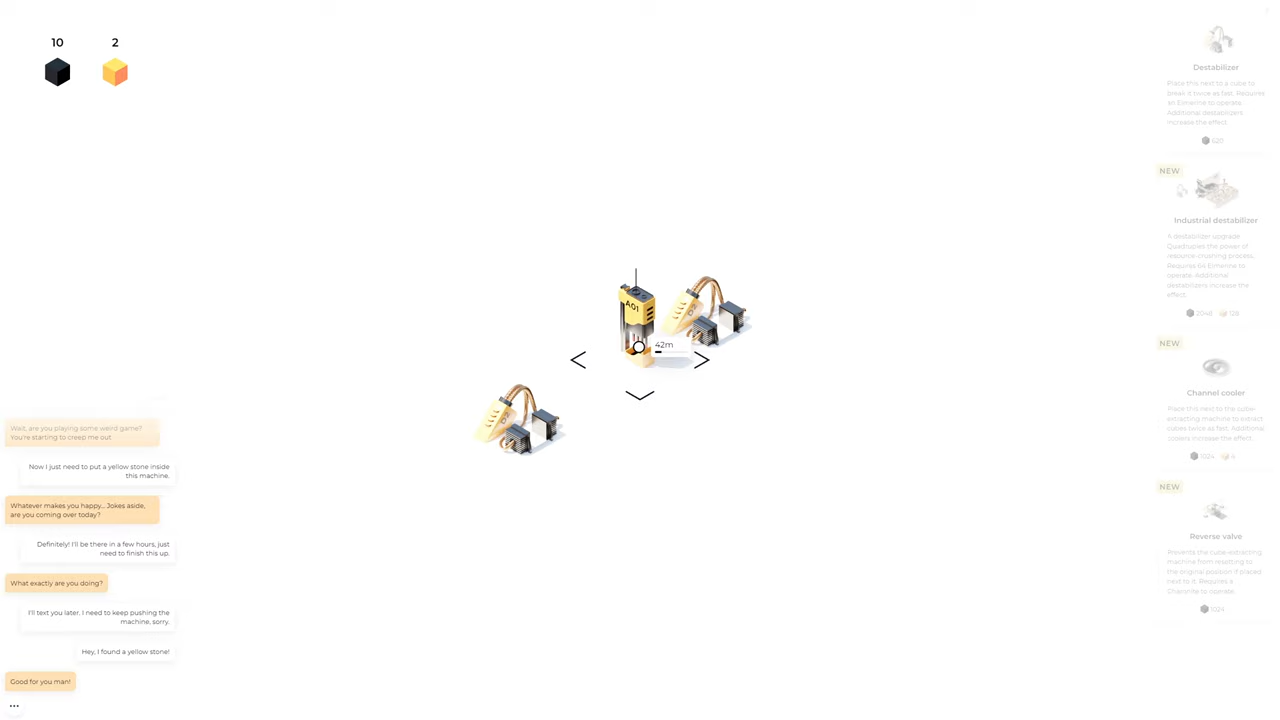 10
2
A01
42m
Wait, are you playing some weird game?
You're starting to creep me out
Now I just need to put a yellow stone inside
this machine.
Whatever makes you happy... Jokes aside,
are you coming over today?
Definitely! I'll be there in a few hours, just
need to finish this up.
What exactly are you doing?
I'll text you later. I need to keep pushing the
machine, sorry.
Hey, I found a yellow stone!
Good for you man!
...
Destabilizer
Place this next to a cube to
break it twice as fast. Requires
an Elmerine to operate.
Additional destabilizers
increase the effect.
620
NEW
Industrial destabilizer
A destabilizer upgrade.
Quadruples the power of
resource-crushing process.
Requires 64 Elmerine to
operate. Additional
destabilizers increase the
effect.
2048 128
NEW
Channel cooler
Place this next to the cube-
extracting machine to extract
cubes twice as fast. Additional
coolers increase the effect.
1024 4
NEW
Reverse valve
Prevents the cube-extracting
machine from resetting to
the original position if placed
next to it. Requires a
1024